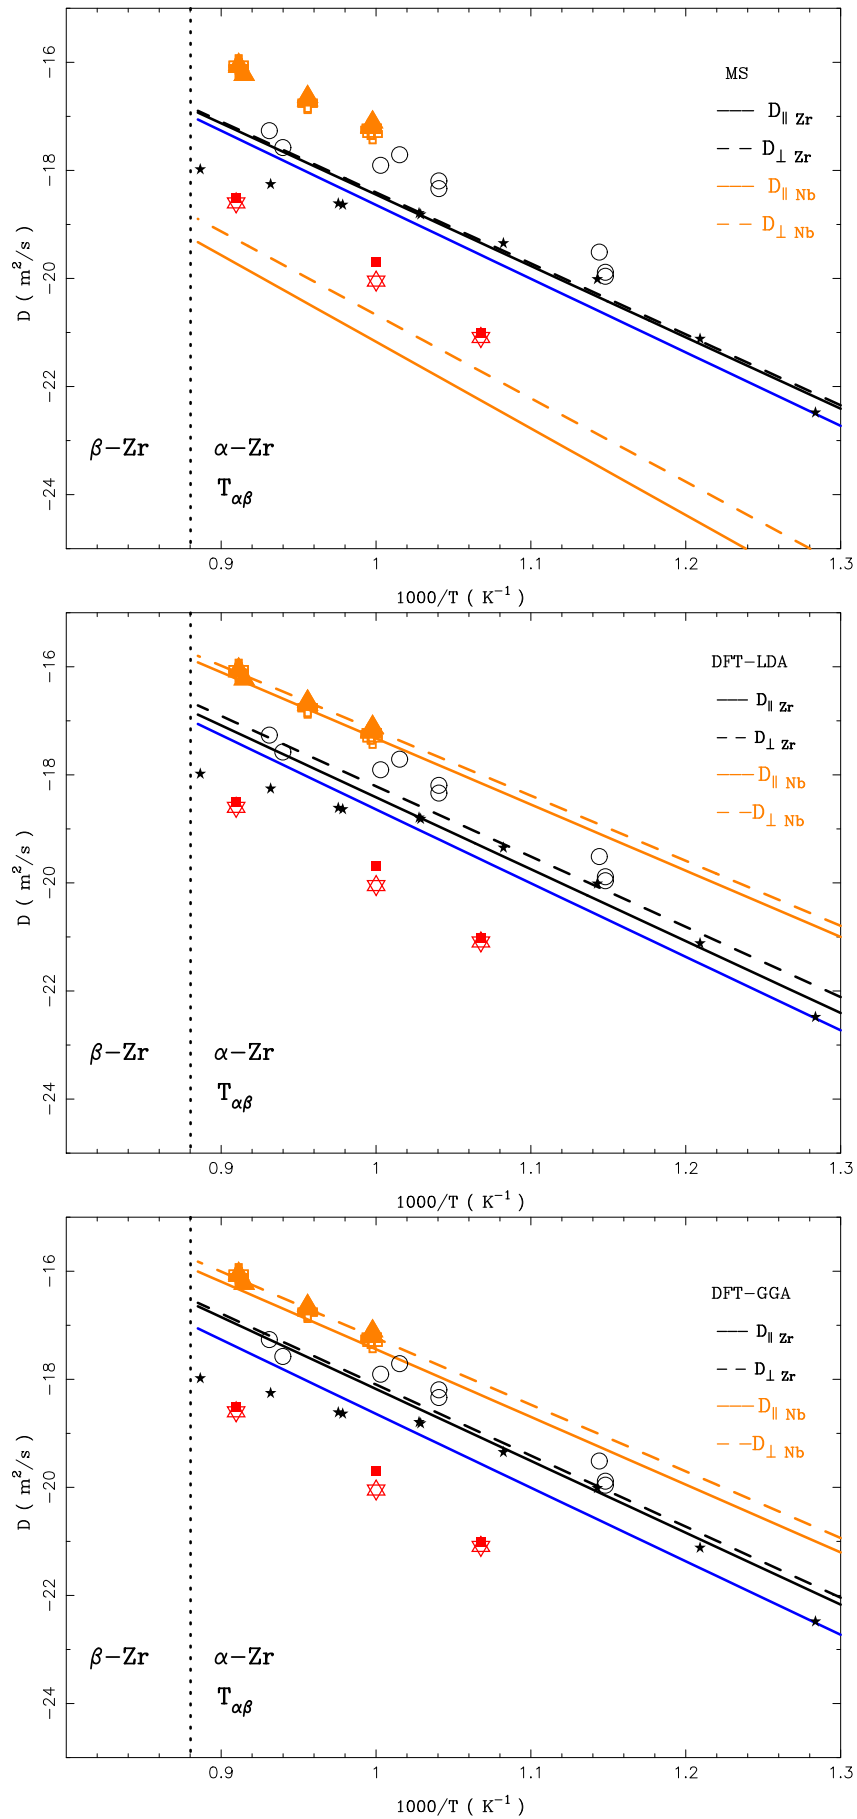 MS
D∥ Zr
D⊥ Zr
D∥ Nb
D⊥ Nb
D ( m²/s )
-16
-18
-20
-22
-24
β-Zr
α-Zr
Tαβ
0.9
1
1.1
1.2
1.3
1000/T ( K⁻¹ )
DFT-LDA
D∥ Zr
D⊥ Zr
D∥ Nb
D⊥ Nb
D ( m²/s )
-16
-18
-20
-22
-24
β-Zr
α-Zr
Tαβ
0.9
1
1.1
1.2
1.3
1000/T ( K⁻¹ )
DFT-GGA
D∥ Zr
D⊥ Zr
D∥ Nb
D⊥ Nb
D ( m²/s )
-16
-18
-20
-22
-24
β-Zr
α-Zr
Tαβ
0.9
1
1.1
1.2
1.3
1000/T ( K⁻¹ )